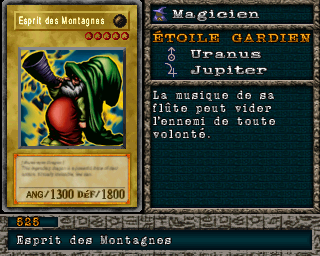 Esprit des Montagnes
ANG/1300 DÉF/1800
Magicien
ÉTOILE GARDIEN
Uranus
Jupiter
La musique de sa
flûte peut vider
l'ennemi de toute
volonté.
525
Esprit des Montagnes